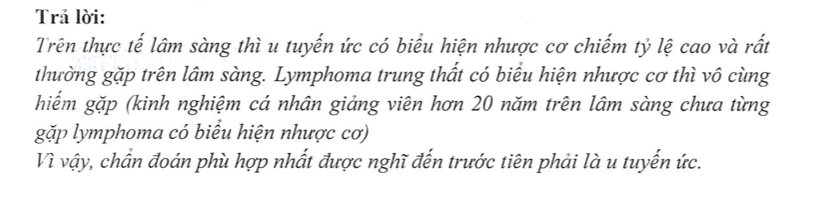 Trả lời:
Trên thực tế lâm sàng thì u tuyến ức có biểu hiện nhược cơ chiếm tỷ lệ cao và rất
thường gặp trên lâm sàng. Lymphoma trung thất có biểu hiện nhược cơ thì vô cùng
hiếm gặp (kinh nghiệm cá nhân giảng viên hơn 20 năm trên lâm sàng chưa từng
gặp lymphoma có biểu hiện nhược cơ)
Vì vậy, chẩn đoán phù hợp nhất được nghĩ đến trước tiên phải là u tuyến ức.